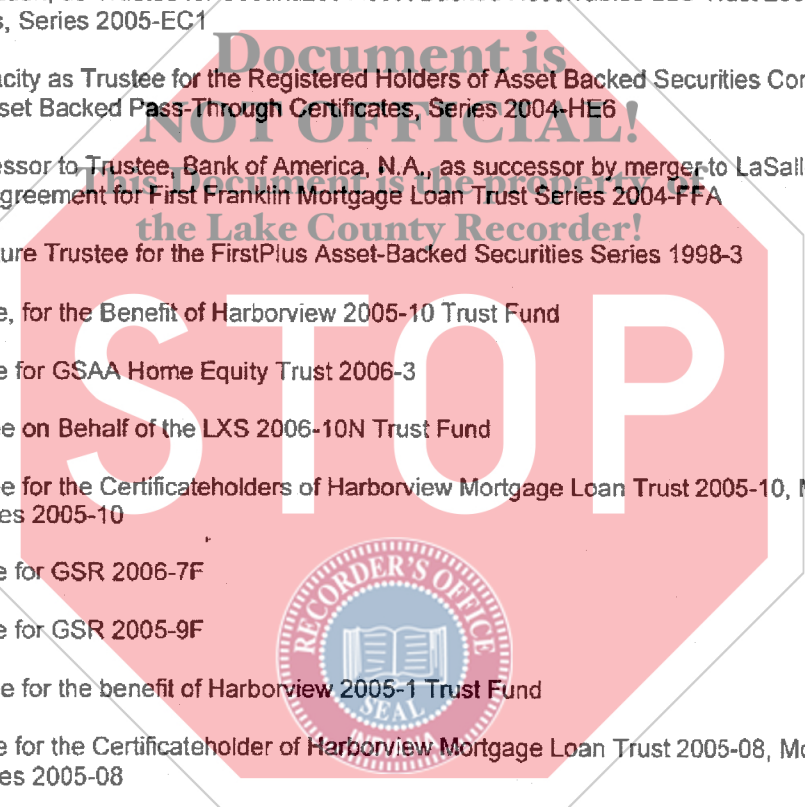 s, Series 2005-EC1
Document is
acity as Trustee for the Registered Holders of Asset Backed Securities Cor
NOT OFFICIAL!
set Backed Pass-Through Certificates, Series 2004-HE6
essor to Trustee, Bank of America, N.A., as successor by merger to LaSall
This Document is the property of
greement for First Franklin Mortgage Loan Trust Series 2004-FFA
the Lake County Recorder!
ure Trustee for the FirstPlus Asset-Backed Securities Series 1998-3
e, for the Benefit of Harborview 2005-10 Trust Fund
STOP
e for GSAA Home Equity Trust 2006-3
e on Behalf of the LXS 2006-10N Trust Fund
e for the Certificateholders of Harborview Mortgage Loan Trust 2005-10, M
es 2005-10
e for GSR 2006-7F
RECORDER'S OFFICE
e for GSR 2005-9F
e for the benefit of Harborview 2005-1 Trust Fund
SEAL
e for the Certificateholder of Harborview Mortgage Loan Trust 2005-08, Mo
es 2005-08